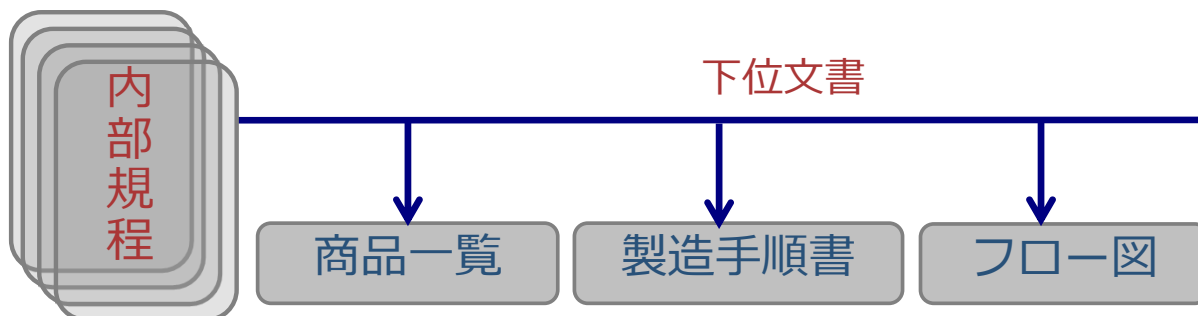 内部規程
下位文書
商品一覧
製造手順書
フロー図